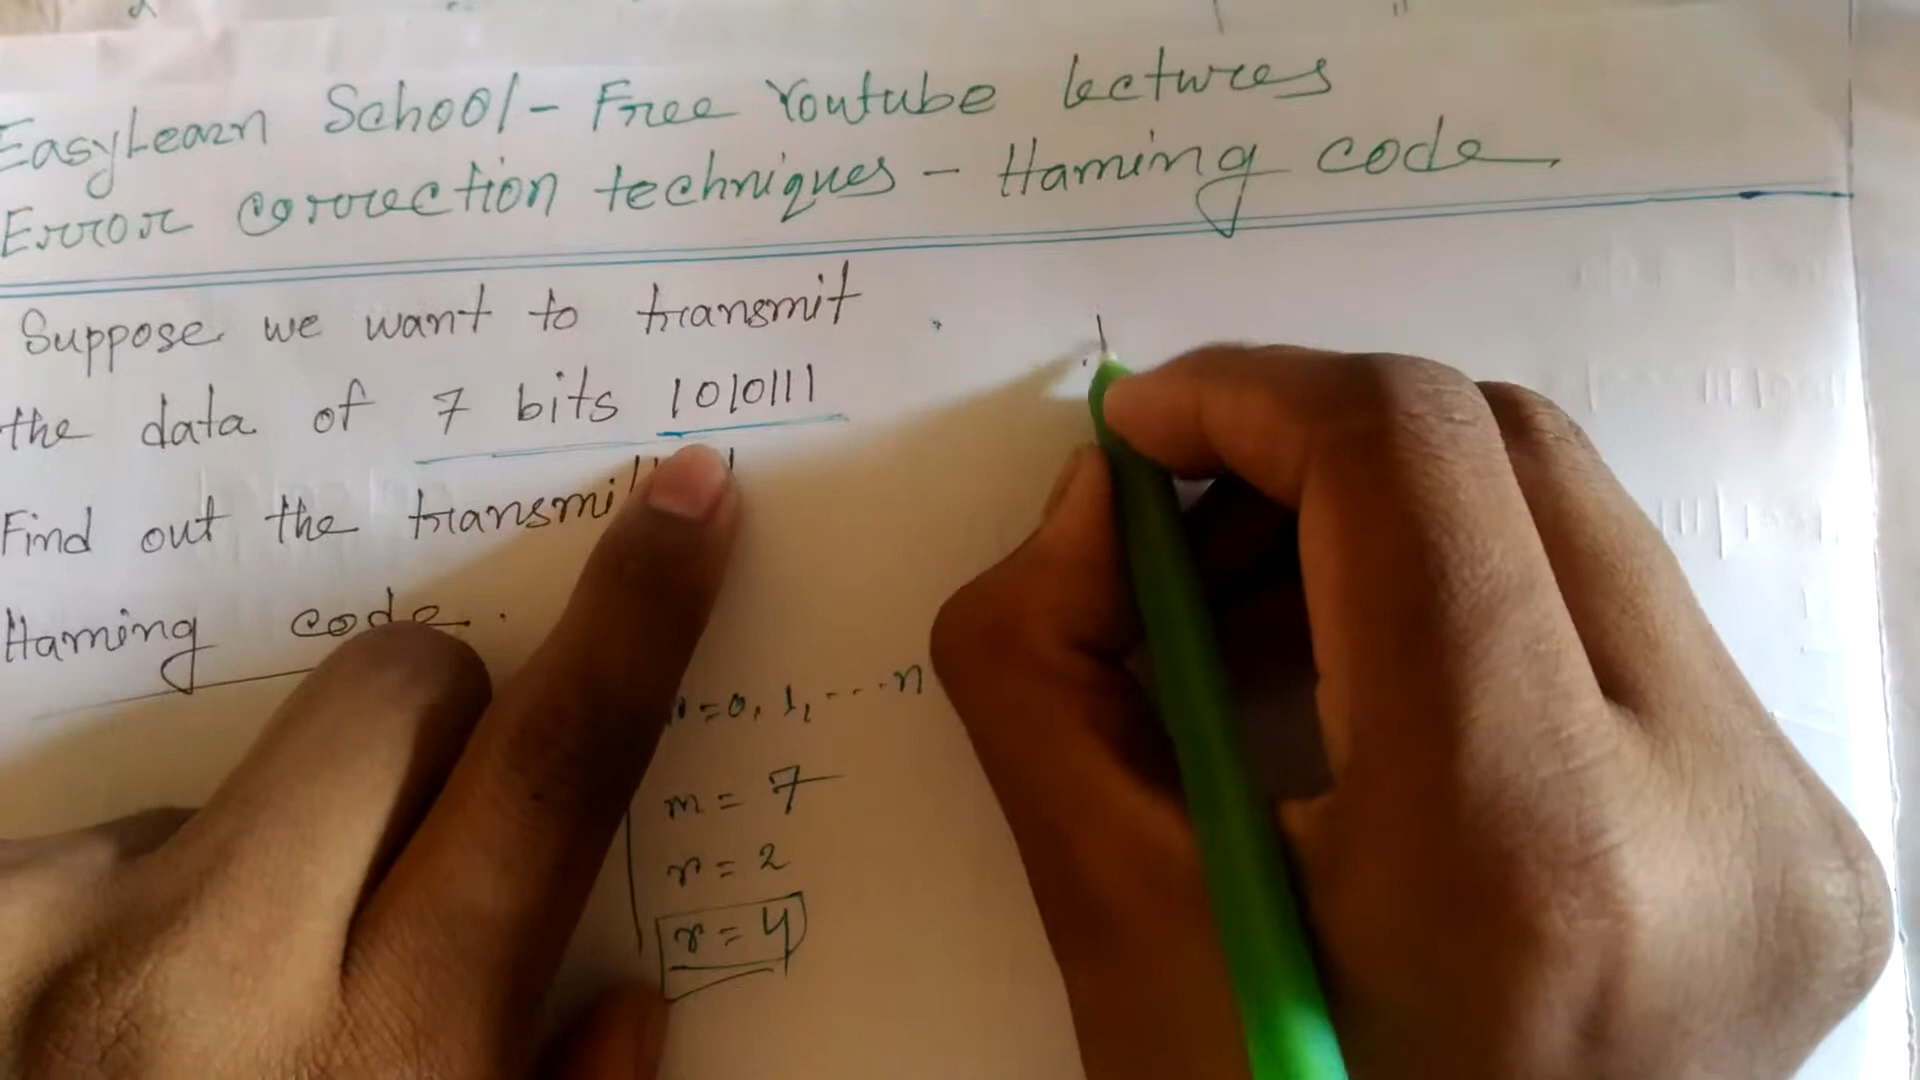 EasyLearn School - Free Youtube lectures
Error correction techniques - Haming code
Suppose we want to transmit
the data of 7 bits 1010111
Find out the
Haming code.
=0, 1, ---n
m = 7
r = 2
r = 4